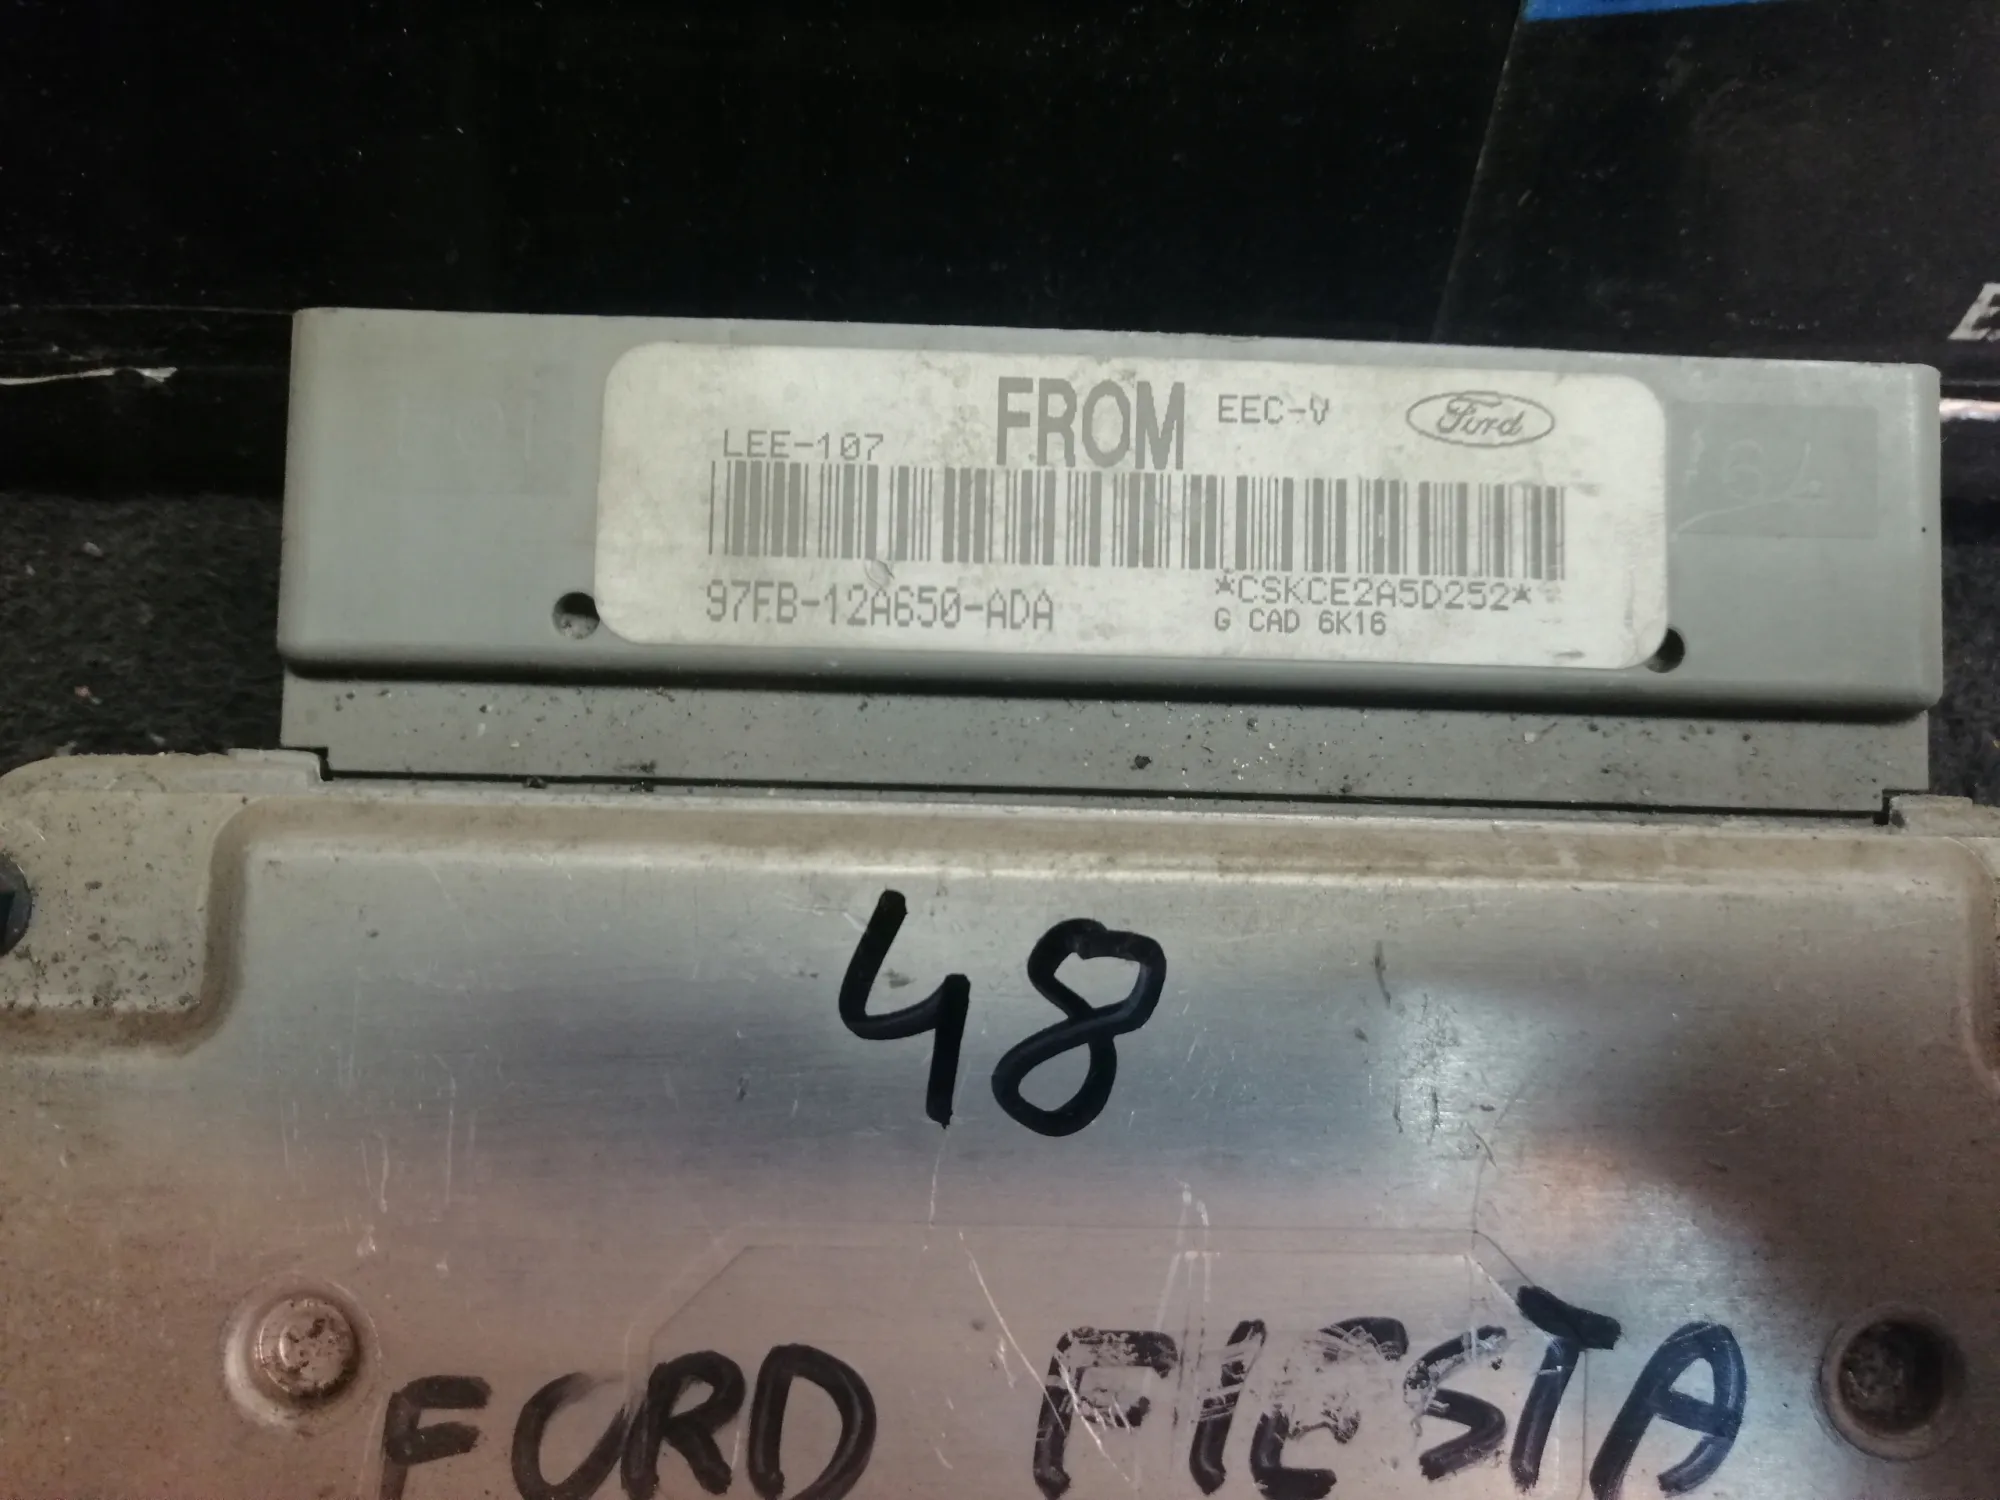 FROM EEC-V Ford
LEE-107
97FB-12A650-ADA *CSKCE2A5D252*
G CAD 6K16
48
FORD FIESTA